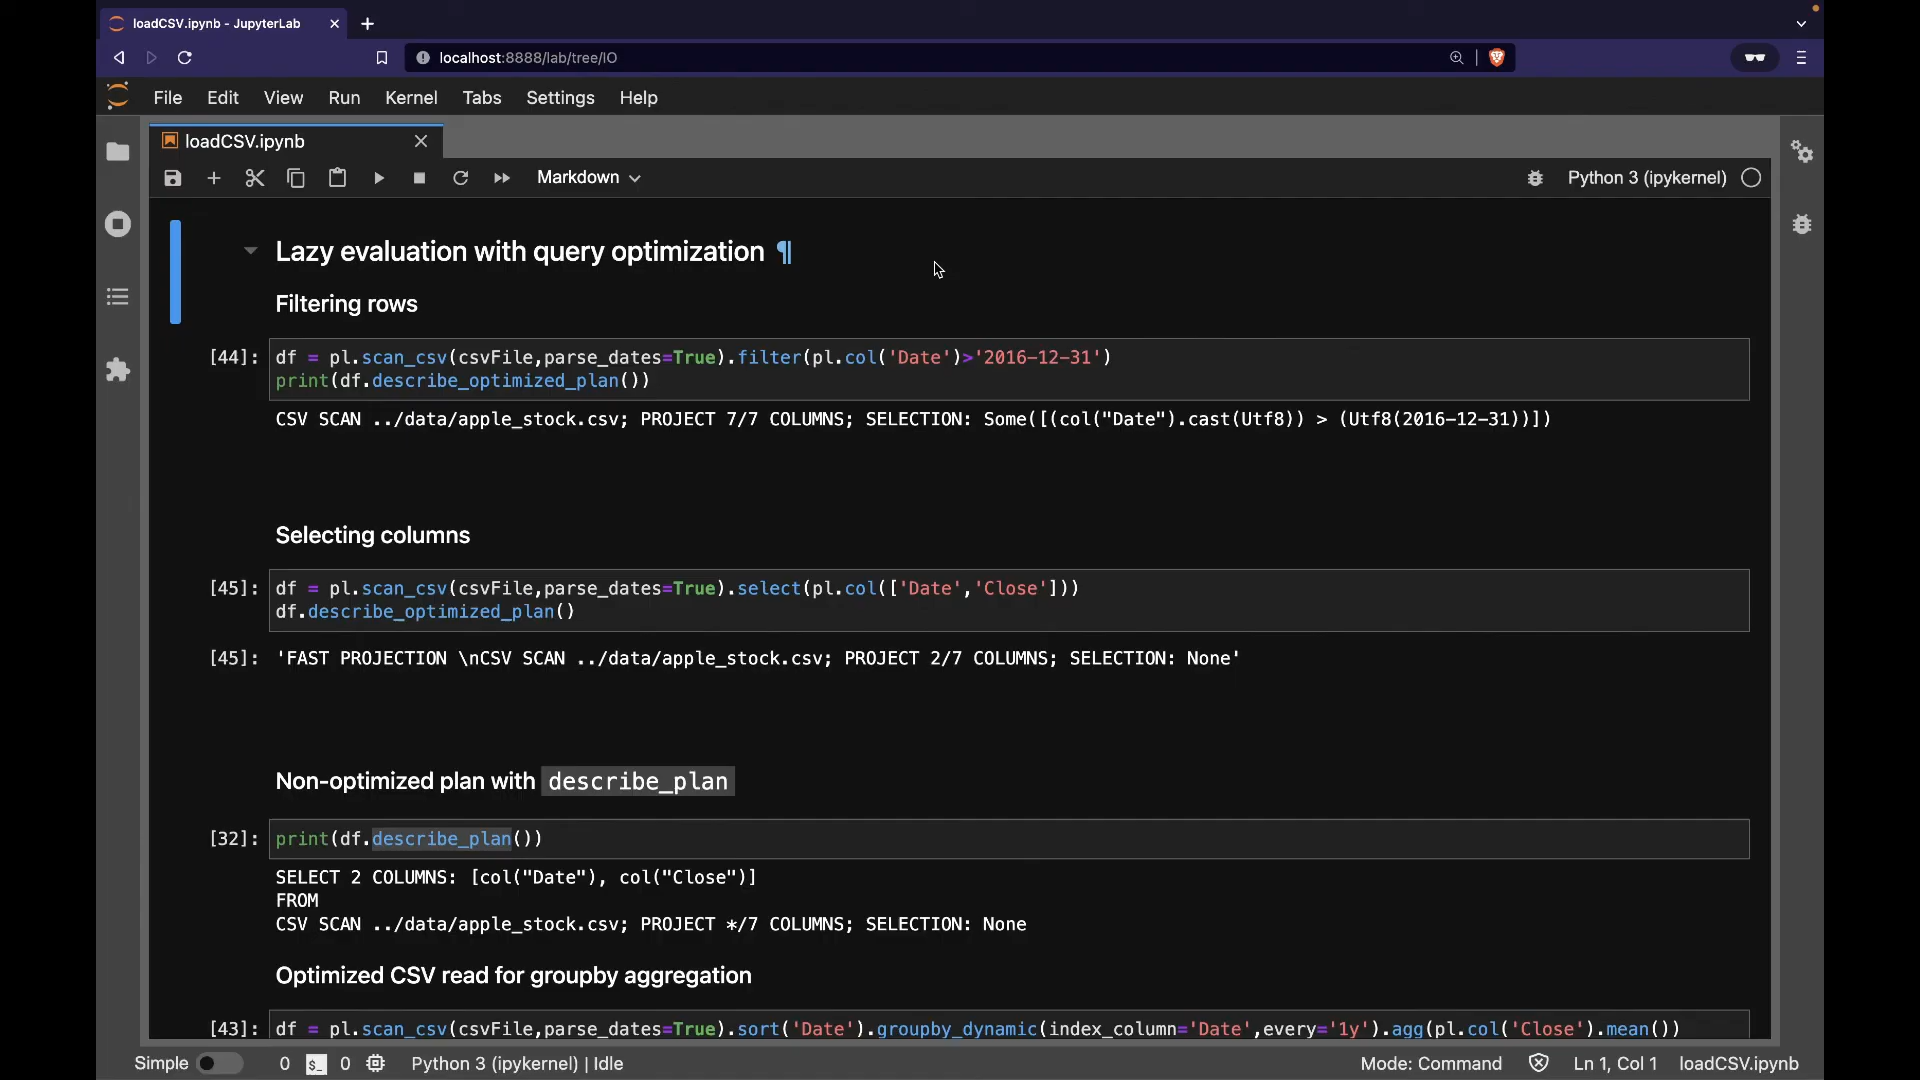 loadCSV.ipynb - JupyterLab
localhost:8888/lab/tree/IO
File Edit View Run Kernel Tabs Settings Help
loadCSV.ipynb
Markdown Python 3 (ipykernel)
Lazy evaluation with query optimization ¶
Filtering rows
[44]: df = pl.scan_csv(csvFile,parse_dates=True).filter(pl.col('Date')>'2016-12-31')
print(df.describe_optimized_plan())
CSV SCAN ../data/apple_stock.csv; PROJECT 7/7 COLUMNS; SELECTION: Some([(col("Date").cast(Utf8)) > (Utf8(2016-12-31))])
Selecting columns
[45]: df = pl.scan_csv(csvFile,parse_dates=True).select(pl.col(['Date','Close']))
df.describe_optimized_plan()
[45]: 'FAST PROJECTION \nCSV SCAN ../data/apple_stock.csv; PROJECT 2/7 COLUMNS; SELECTION: None'
Non-optimized plan with describe_plan
[32]: print(df.describe_plan())
SELECT 2 COLUMNS: [col("Date"), col("Close")]
FROM
CSV SCAN ../data/apple_stock.csv; PROJECT */7 COLUMNS; SELECTION: None
Optimized CSV read for groupby aggregation
[43]: df = pl.scan_csv(csvFile,parse_dates=True).sort('Date').groupby_dynamic(index_column='Date',every='1y').agg(pl.col('Close').mean())
Simple 0 $_ 0 Python 3 (ipykernel) | Idle Mode: Command Ln 1, Col 1 loadCSV.ipynb